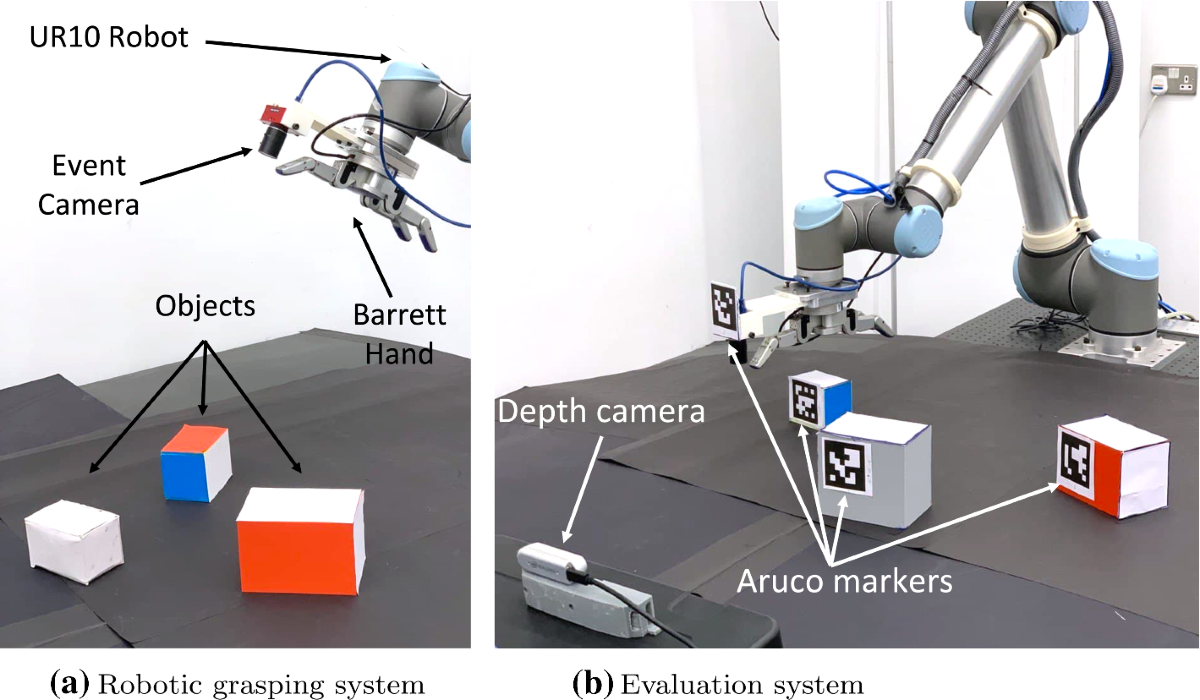 UR10 Robot
Event
Camera
Objects
Barrett
Hand
Depth camera
Aruco markers
(a) Robotic grasping system
(b) Evaluation system